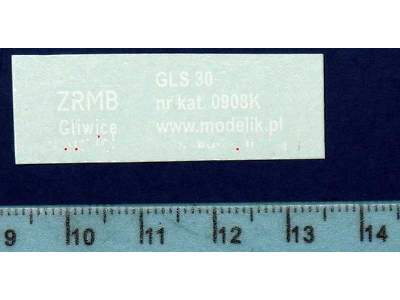 GLS 30
ZRMB nr kat. 0908K
Gliwice www.modelik.pl
9 10 11 12 13 14